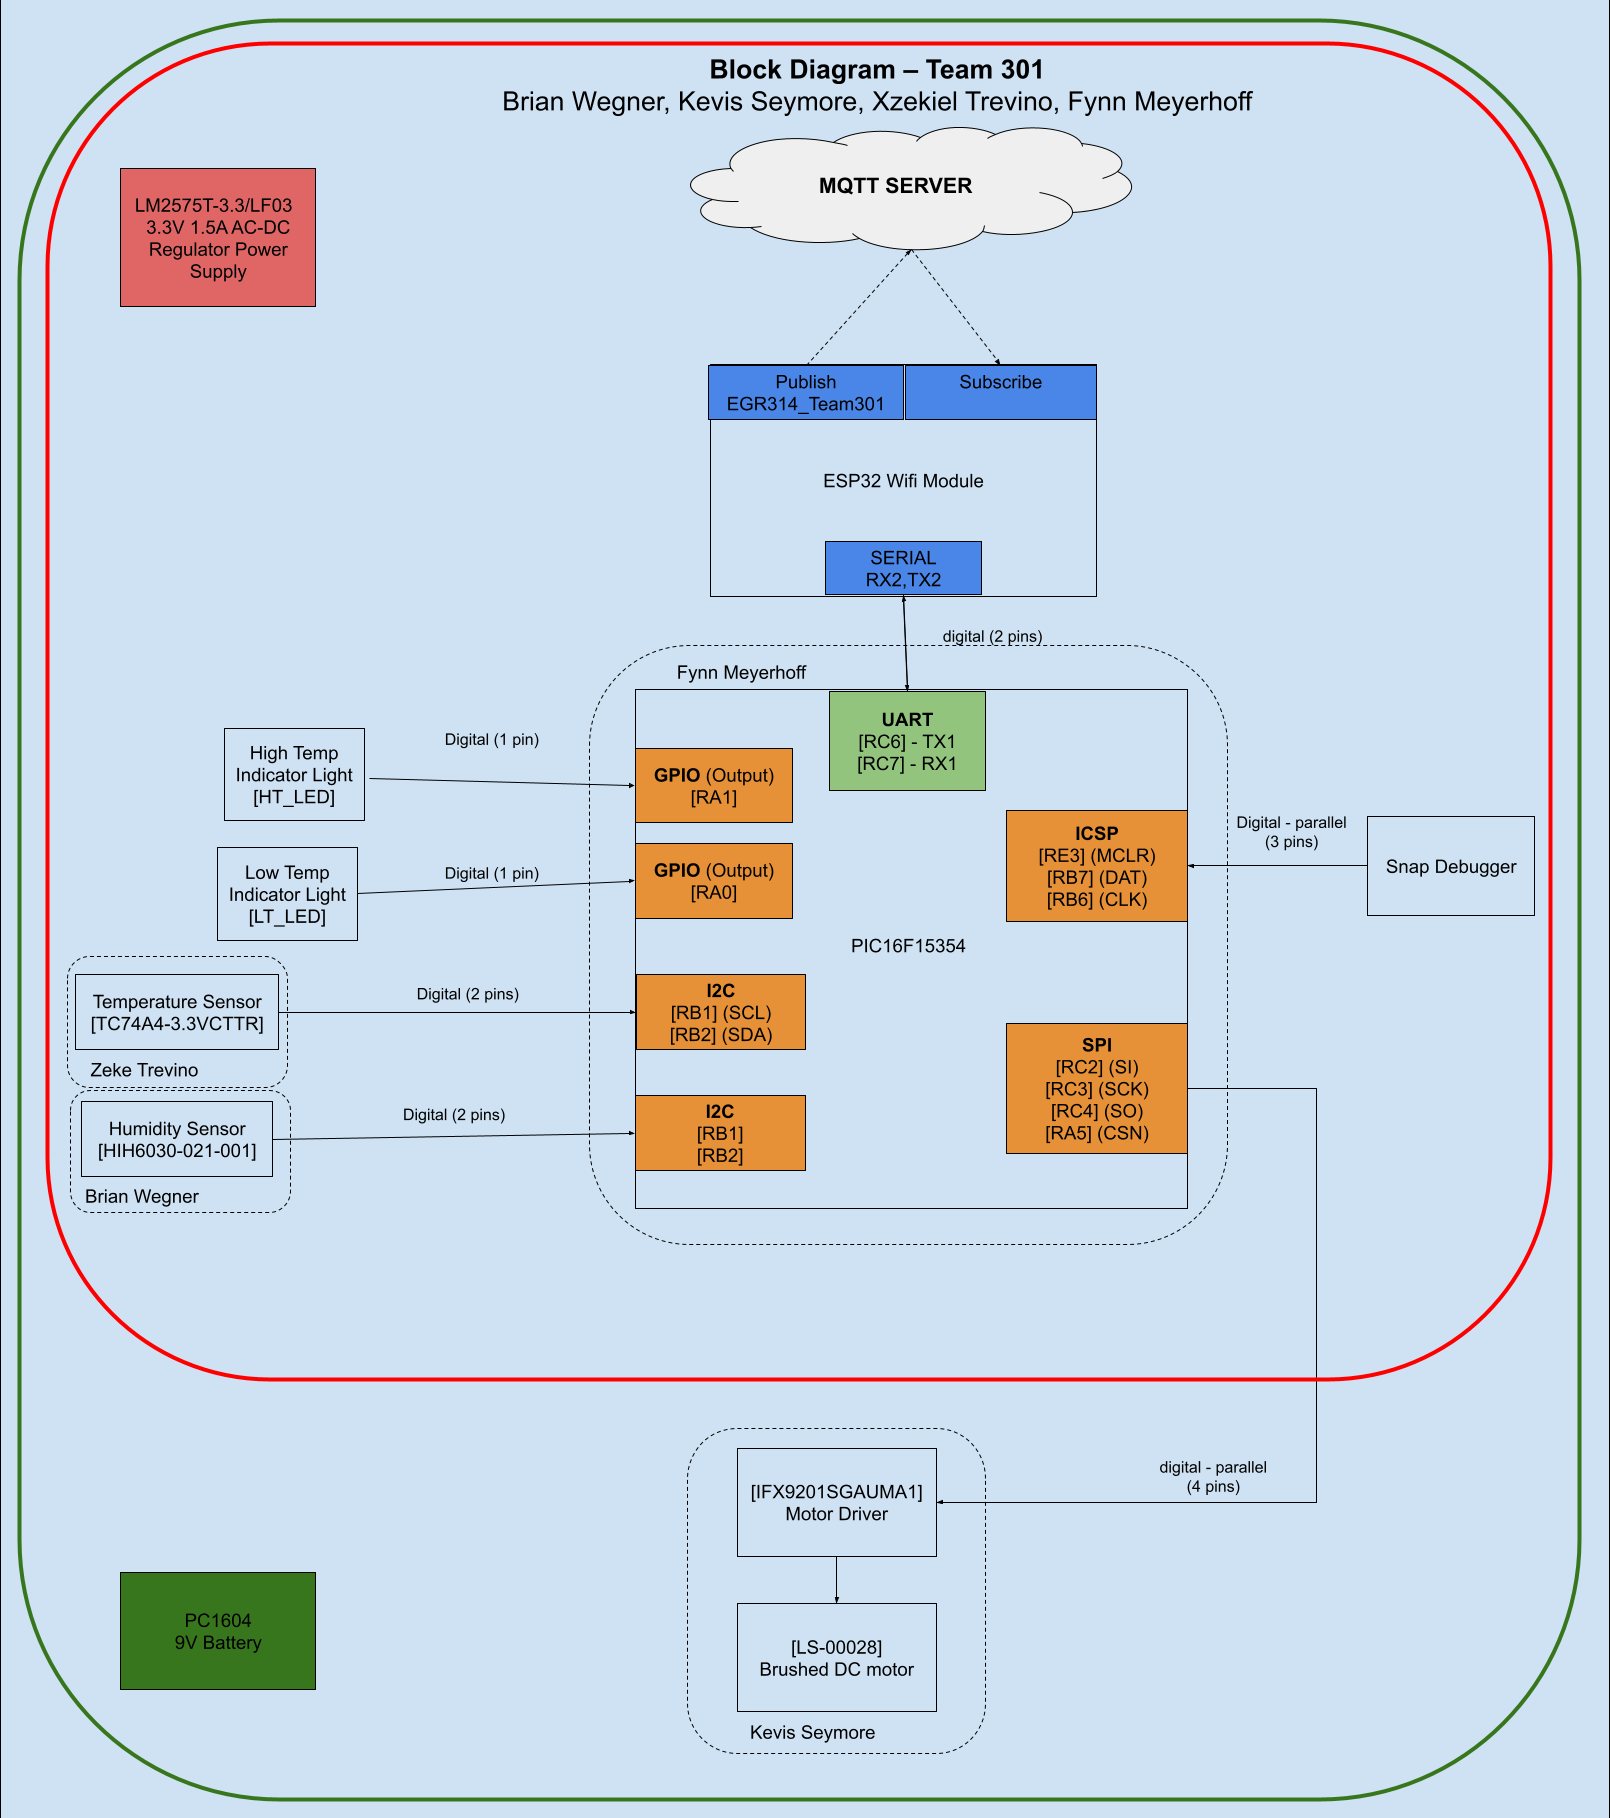 Block Diagram – Team 301
Brian Wegner, Kevis Seymore, Xzekiel Trevino, Fynn Meyerhoff
MQTT SERVER
LM2575T-3.3/LF03
3.3V 1.5A AC-DC
Regulator Power
Supply
Publish
EGR314_Team301
Subscribe
ESP32 Wifi Module
SERIAL
RX2,TX2
digital (2 pins)
Fynn Meyerhoff
UART
[RC6] - TX1
[RC7] - RX1
High Temp
Indicator Light
[HT_LED]
Digital (1 pin)
GPIO (Output)
[RA1]
Low Temp
Indicator Light
[LT_LED]
Digital (1 pin)
GPIO (Output)
[RA0]
ICSP
[RE3] (MCLR)
[RB7] (DAT)
[RB6] (CLK)
Digital - parallel
(3 pins)
Snap Debugger
PIC16F15354
Temperature Sensor
[TC74A4-3.3VCTTR]
Zeke Trevino
Digital (2 pins)
I2C
[RB1] (SCL)
[RB2] (SDA)
Humidity Sensor
[HIH6030-021-001]
Brian Wegner
Digital (2 pins)
I2C
[RB1]
[RB2]
SPI
[RC2] (SI)
[RC3] (SCK)
[RC4] (SO)
[RA5] (CSN)
digital - parallel
(4 pins)
[IFX9201SGAUMA1]
Motor Driver
[LS-00028]
Brushed DC motor
Kevis Seymore
PC1604
9V Battery